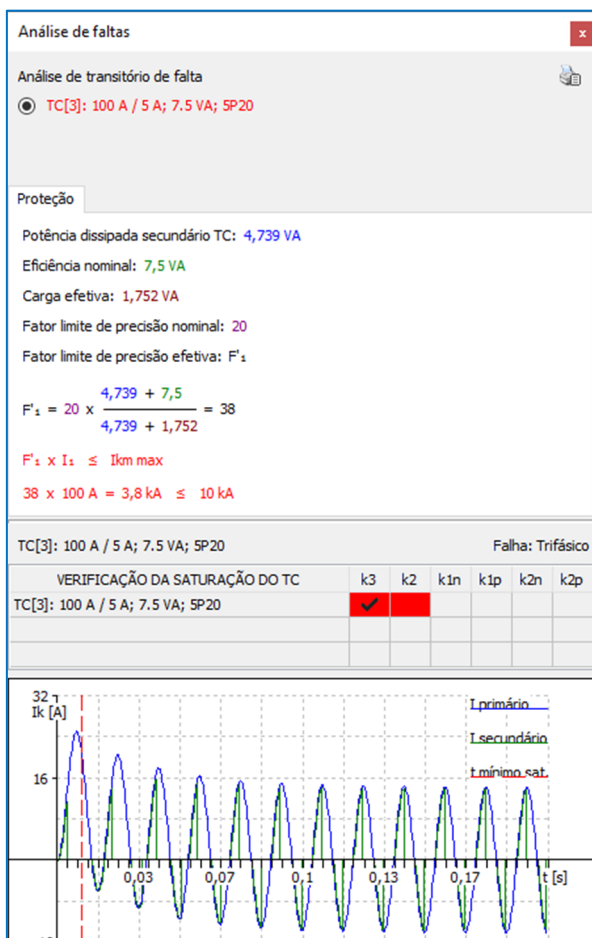 Análise de faltas
x
Análise de transitório de falta
TC[3]: 100 A / 5 A; 7.5 VA; 5P20
Proteção
Potência dissipada secundário TC: 4,739 VA
Eficiência nominal: 7,5 VA
Carga efetiva: 1,752 VA
Fator limite de precisão nominal: 20
Fator limite de precisão efetiva: F'₁
4,739 + 7,5
F'₁ = 20 x = 38
4,739 + 1,752
F'₁ x I₁ ≤ Ikm max
38 x 100 A = 3,8 kA ≤ 10 kA
TC[3]: 100 A / 5 A; 7.5 VA; 5P20 Falha: Trifásico
VERIFICAÇÃO DA SATURAÇÃO DO TC k3 k2 k1n k1p k2n k2p
TC[3]: 100 A / 5 A; 7.5 VA; 5P20
32
Ik [A]
I primário
I secundário
t mínimo sat.
16
0,03 0,07 0,1 0,13 0,17 t [s]